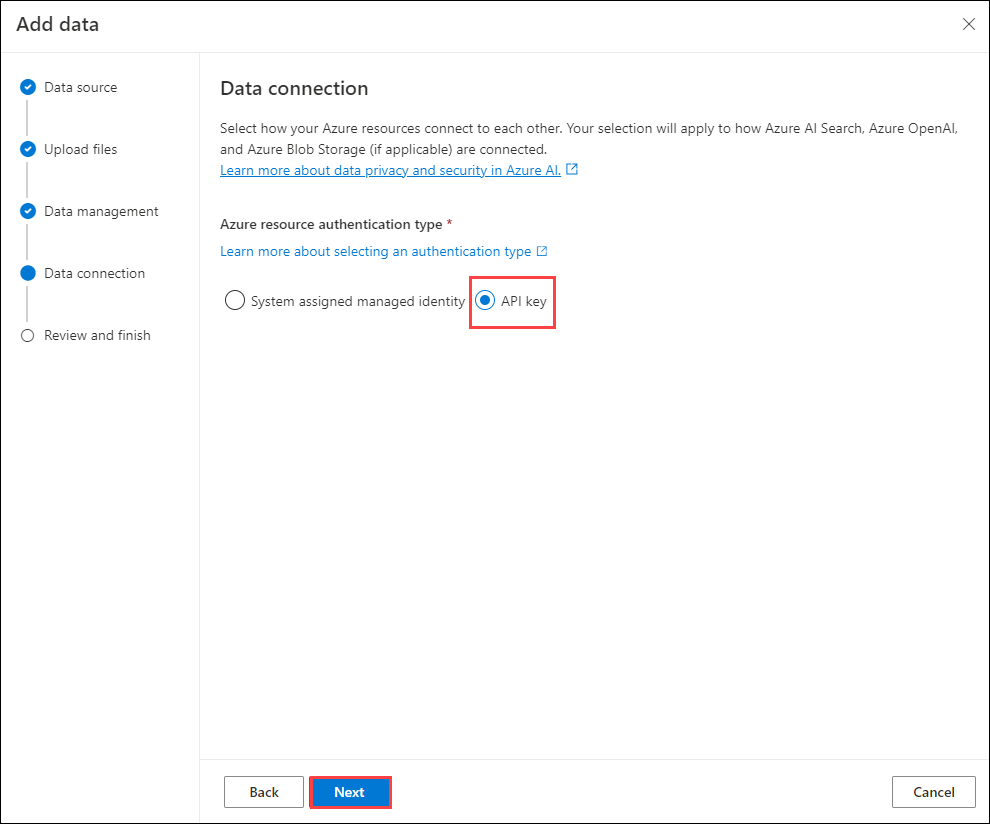 Add data
Data source
Upload files
Data management
Data connection
Review and finish
Data connection
Select how your Azure resources connect to each other. Your selection will apply to how Azure AI Search, Azure OpenAI,
and Azure Blob Storage (if applicable) are connected.
Learn more about data privacy and security in Azure AI.
Azure resource authentication type *
Learn more about selecting an authentication type
System assigned managed identity
API key
Back
Next
Cancel